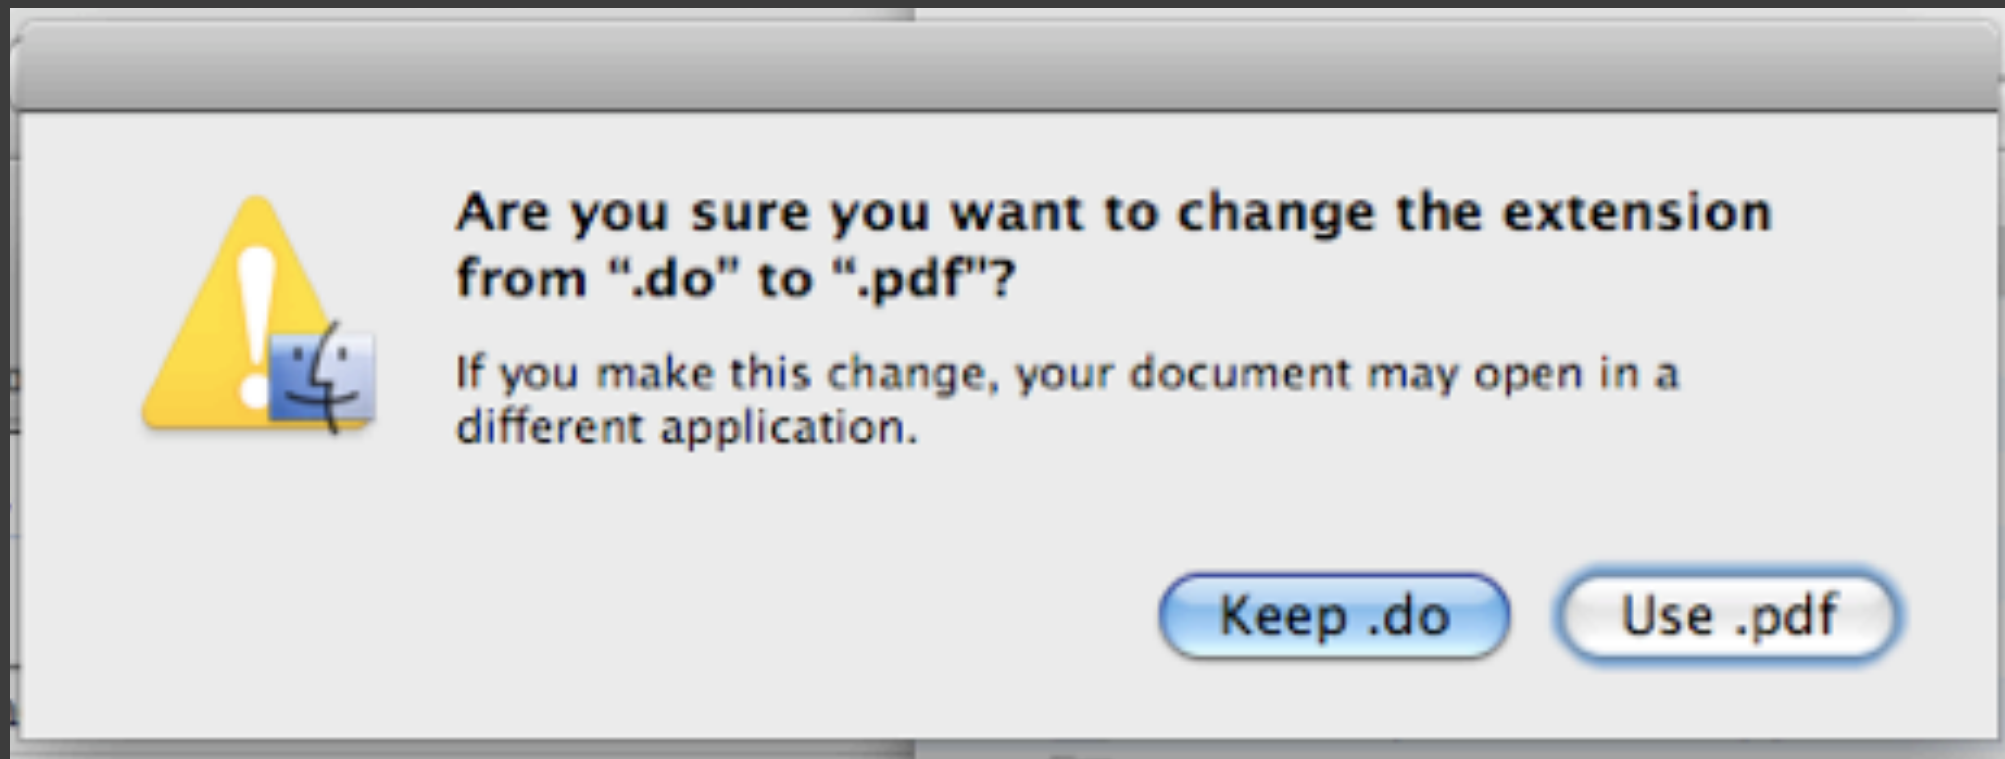 Are you sure you want to change the extension
from “.do” to “.pdf”?
If you make this change, your document may open in a
different application.
Keep .do
Use .pdf